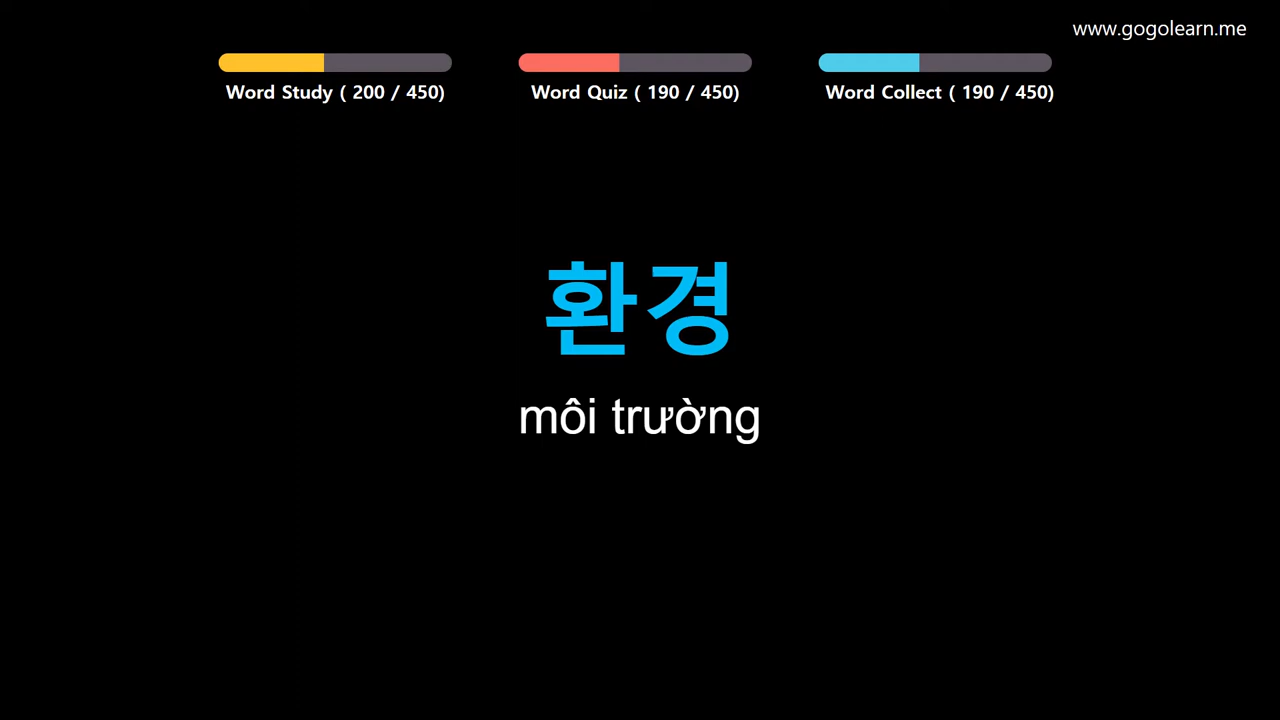 www.gogolearn.me
Word Study ( 200 / 450)
Word Quiz ( 190 / 450)
Word Collect ( 190 / 450)
환경
môi trường